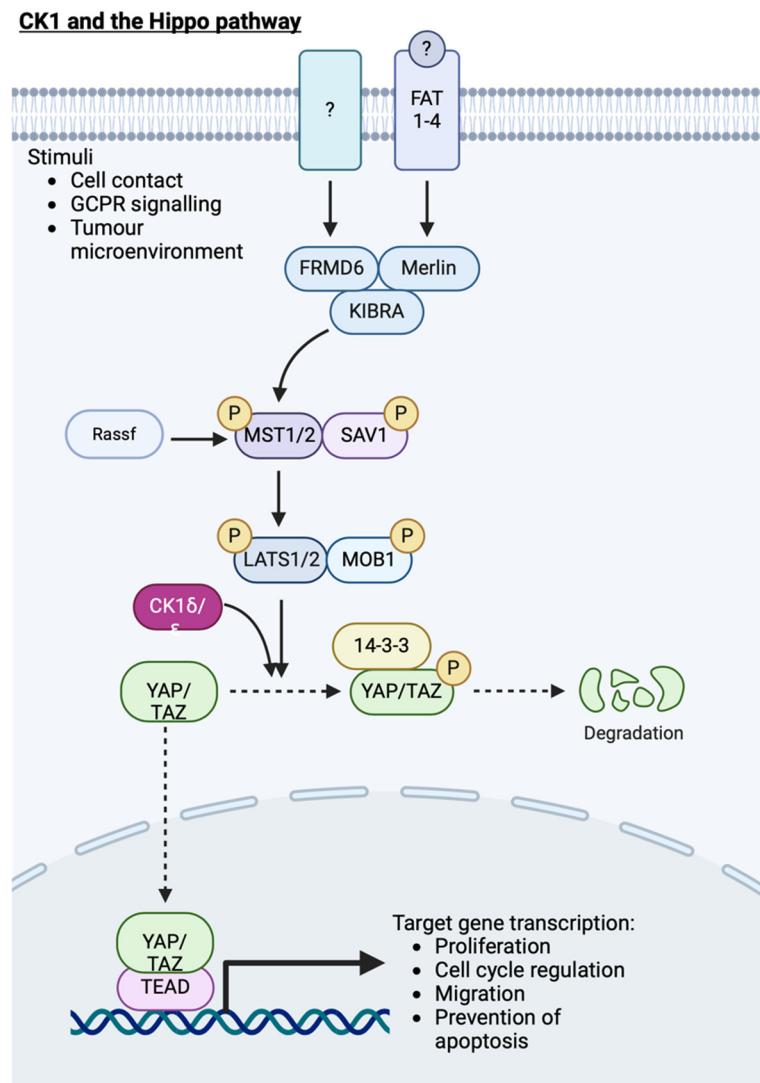 CK1 and the Hippo pathway
?
?
FAT
1-4
Stimuli
• Cell contact
• GCPR signalling
• Tumour
microenvironment
FRMD6
Merlin
KIBRA
Rassf
P
MST1/2
SAV1
P
P
LATS1/2
MOB1
P
CK1δ/
ε
14-3-3
P
YAP/
TAZ
YAP/TAZ
Degradation
YAP/
TAZ
TEAD
Target gene transcription:
• Proliferation
• Cell cycle regulation
• Migration
• Prevention of
apoptosis